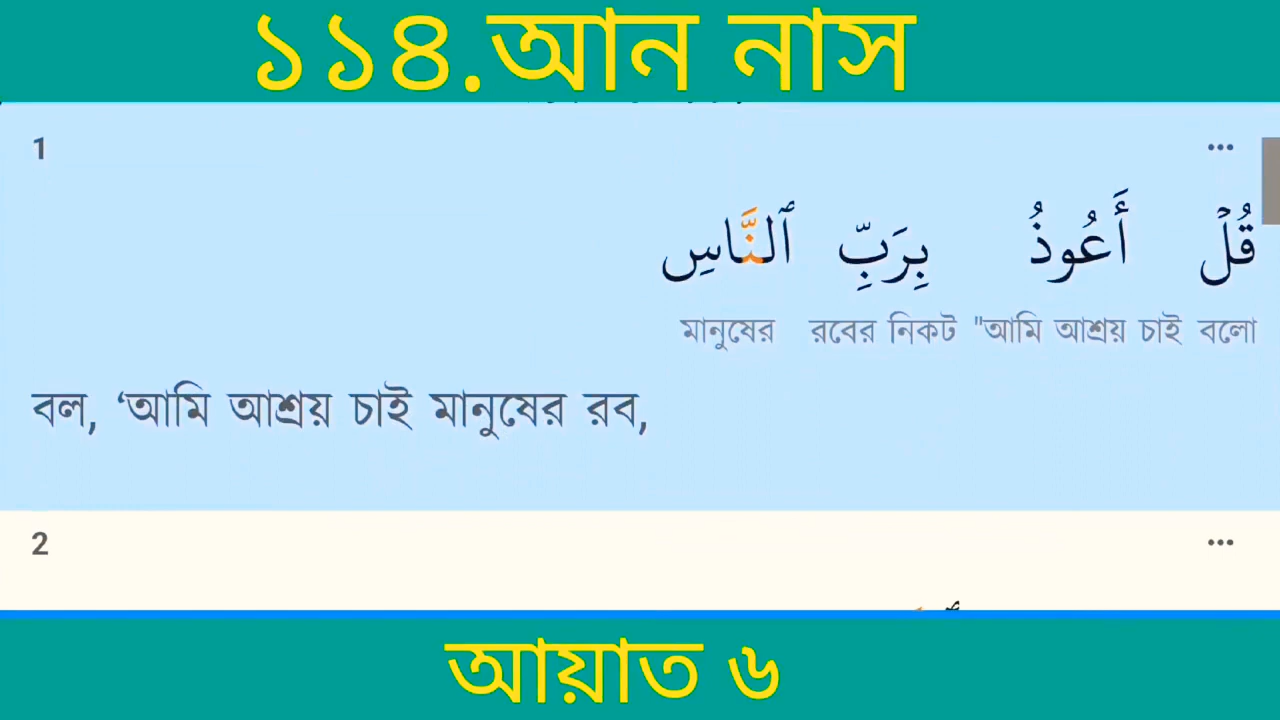 ১১৪.আন নাস
1
قُلْ أَعُوذُ بِرَبِّ ٱلنَّاسِ
মানুষের রবের নিকট "আমি আশ্রয় চাই বলো
বল, ‘আমি আশ্রয় চাই মানুষের রব,
2
আয়াত ৬